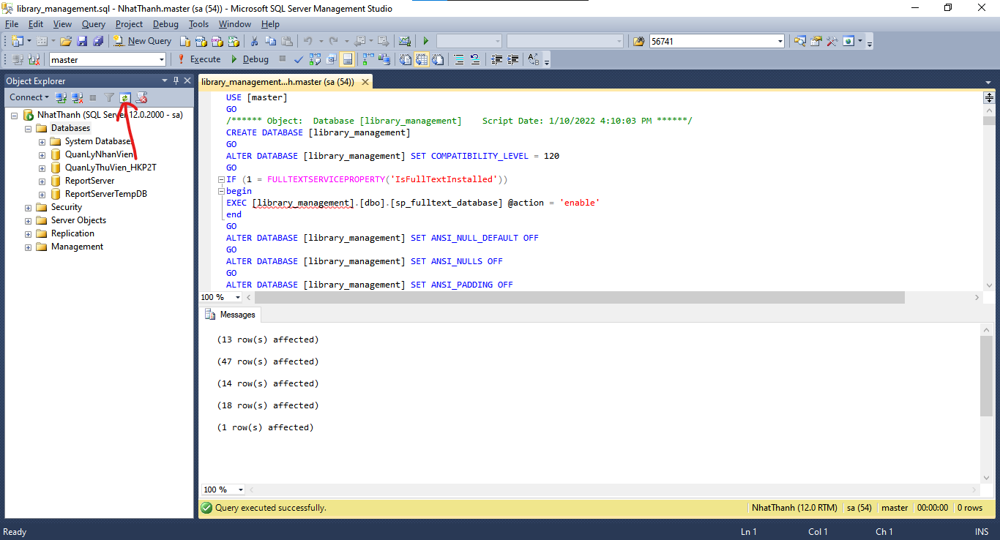 library_management.sql - NhatThanh.master (sa (54)) - Microsoft SQL Server Management Studio
File Edit View Query Project Debug Tools Window Help
New Query 56741
master Execute Debug
Object Explorer
library_management...h.master (sa (54))
Connect
NhatThanh (SQL Server 12.0.2000 - sa)
Databases
System Databases
QuanLyNhanVien
QuanLyThuVien_HKP2T
ReportServer
ReportServerTempDB
Security
Server Objects
Replication
Management
USE [master]
GO
/****** Object:  Database [library_management]    Script Date: 1/10/2022 4:10:03 PM ******/
CREATE DATABASE [library_management]
GO
ALTER DATABASE [library_management] SET COMPATIBILITY_LEVEL = 120
GO
IF (1 = FULLTEXTSERVICEPROPERTY('IsFullTextInstalled'))
begin
EXEC [library_management].[dbo].[sp_fulltext_database] @action = 'enable'
end
GO
ALTER DATABASE [library_management] SET ANSI_NULL_DEFAULT OFF
GO
ALTER DATABASE [library_management] SET ANSI_NULLS OFF
GO
ALTER DATABASE [library_management] SET ANSI_PADDING OFF
100 %
Messages
(13 row(s) affected)
(47 row(s) affected)
(14 row(s) affected)
(18 row(s) affected)
(1 row(s) affected)
100 %
Query executed successfully. NhatThanh (12.0 RTM) sa (54) master 00:00:00 0 rows
Ready Ln 1 Col 1 Ch 1 INS